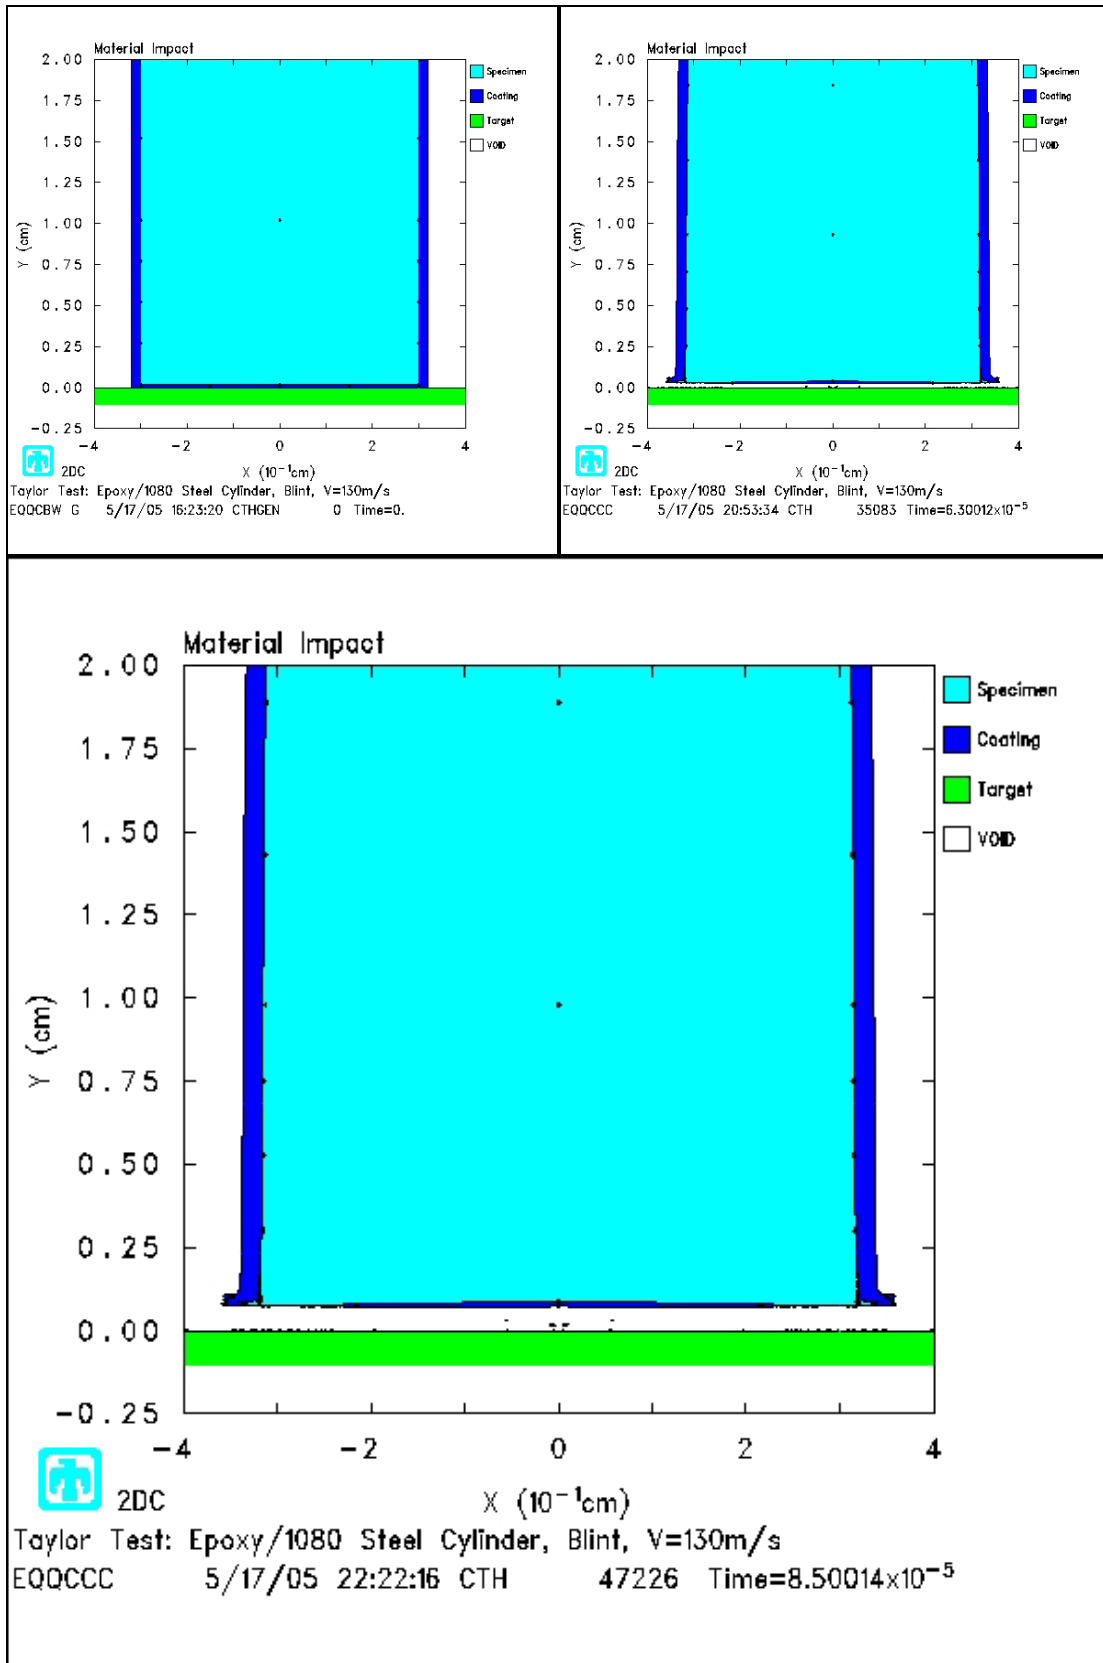 Material Impact
2.00
1.75
1.50
1.25
1.00
0.75
0.50
0.25
0.00
-0.25
Y (cm)
Specimen
Coating
Target
VOID
-4 -2 0 2 4
2DC X (10⁻¹cm)
Taylor Test: Epoxy/1080 Steel Cylinder, Blint, V=130m/s
EQQCBW G 5/17/05 16:23:20 CTHGEN 0 Time=0.
Material Impact
2.00
1.75
1.50
1.25
1.00
0.75
0.50
0.25
0.00
-0.25
Y (cm)
Specimen
Coating
Target
VOID
-4 -2 0 2 4
2DC X (10⁻¹cm)
Taylor Test: Epoxy/1080 Steel Cylinder, Blint, V=130m/s
EQQCCC 5/17/05 20:53:34 CTH 35083 Time=6.30012x10⁻⁵
Material Impact
2.00
1.75
1.50
1.25
1.00
0.75
0.50
0.25
0.00
-0.25
Y (cm)
Specimen
Coating
Target
VOID
-4 -2 0 2 4
2DC X (10⁻¹cm)
Taylor Test: Epoxy/1080 Steel Cylinder, Blint, V=130m/s
EQQCCC 5/17/05 22:22:16 CTH 47226 Time=8.50014x10⁻⁵